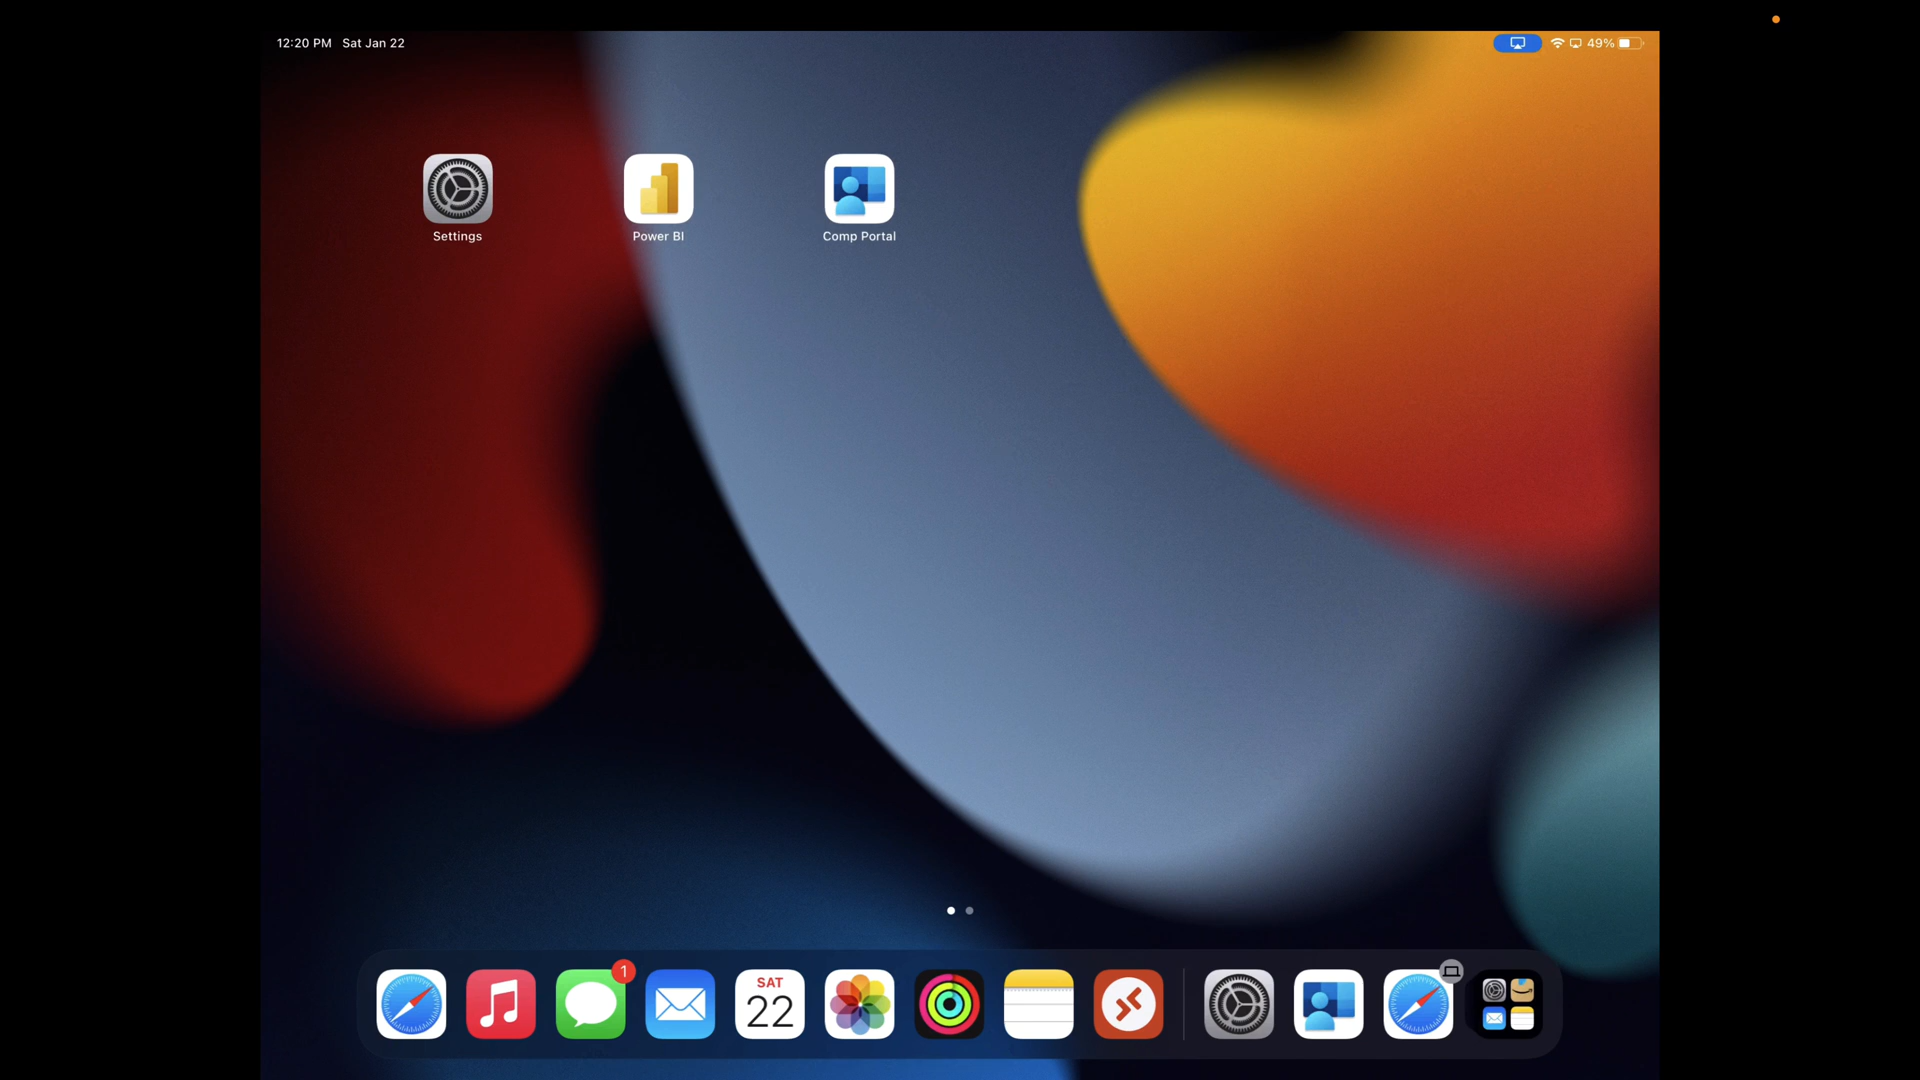 12:20 PM Sat Jan 22
49%
Settings
Power BI
Comp Portal
1
SAT
22